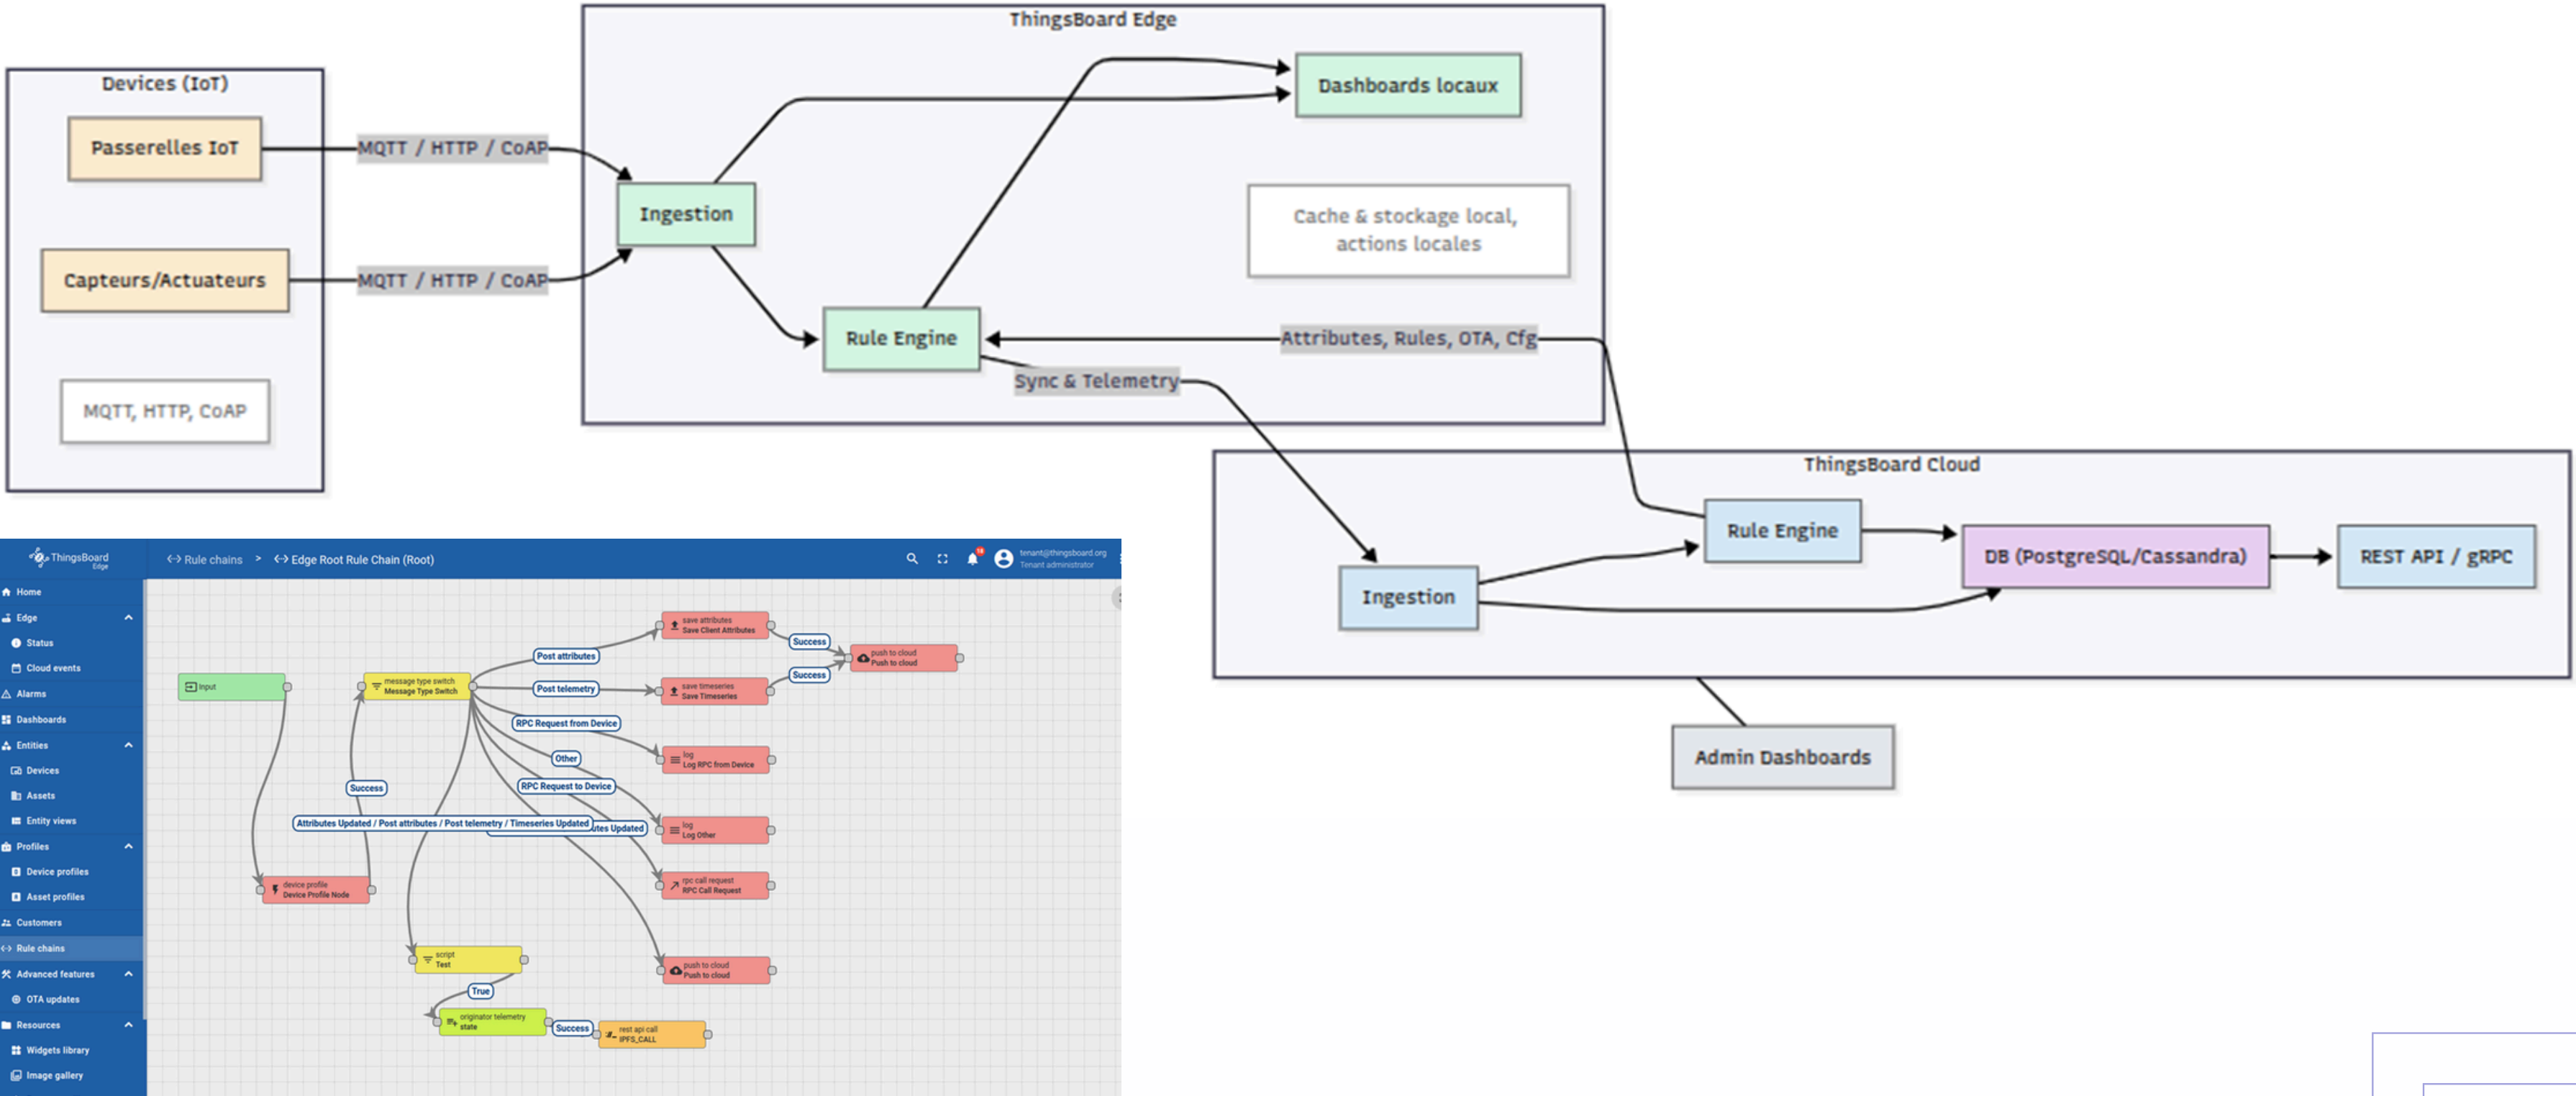 ThingsBoard Edge
Devices (IoT)
Passerelles IoT
MQTT / HTTP / CoAP
Capteurs/Actuateurs
MQTT / HTTP / CoAP
MQTT, HTTP, CoAP
Ingestion
Dashboards locaux
Cache & stockage local,
actions locales
Rule Engine
Attributes, Rules, OTA, Cfg
Sync & Telemetry
ThingsBoard Cloud
Ingestion
Rule Engine
DB (PostgreSQL/Cassandra)
REST API / gRPC
Admin Dashboards
ThingsBoard
Edge
Rule chains > Edge Root Rule Chain (Root)
tenant@thingsboard.org
Tenant administrator
Home
Edge
Status
Cloud events
Alarms
Dashboards
Entities
Devices
Assets
Entity views
Profiles
Device profiles
Asset profiles
Customers
Rule chains
Advanced features
OTA updates
Resources
Widgets library
Image gallery
Input
message type switch
Message Type Switch
Post attributes
save attributes
Save Client Attributes
Success
push to cloud
Push to cloud
Post telemetry
save timeseries
Save Timeseries
Success
RPC Request from Device
log
Log RPC from Device
Other
RPC Request to Device
Success
Attributes Updated / Post attributes / Post telemetry / Timeseries Updated
Updated
log
Log Other
rpc call request
RPC Call Request
device profile
Device Profile Node
script
Test
push to cloud
Push to cloud
True
originator telemetry
state
Success
rest api call
IPFS_CALL